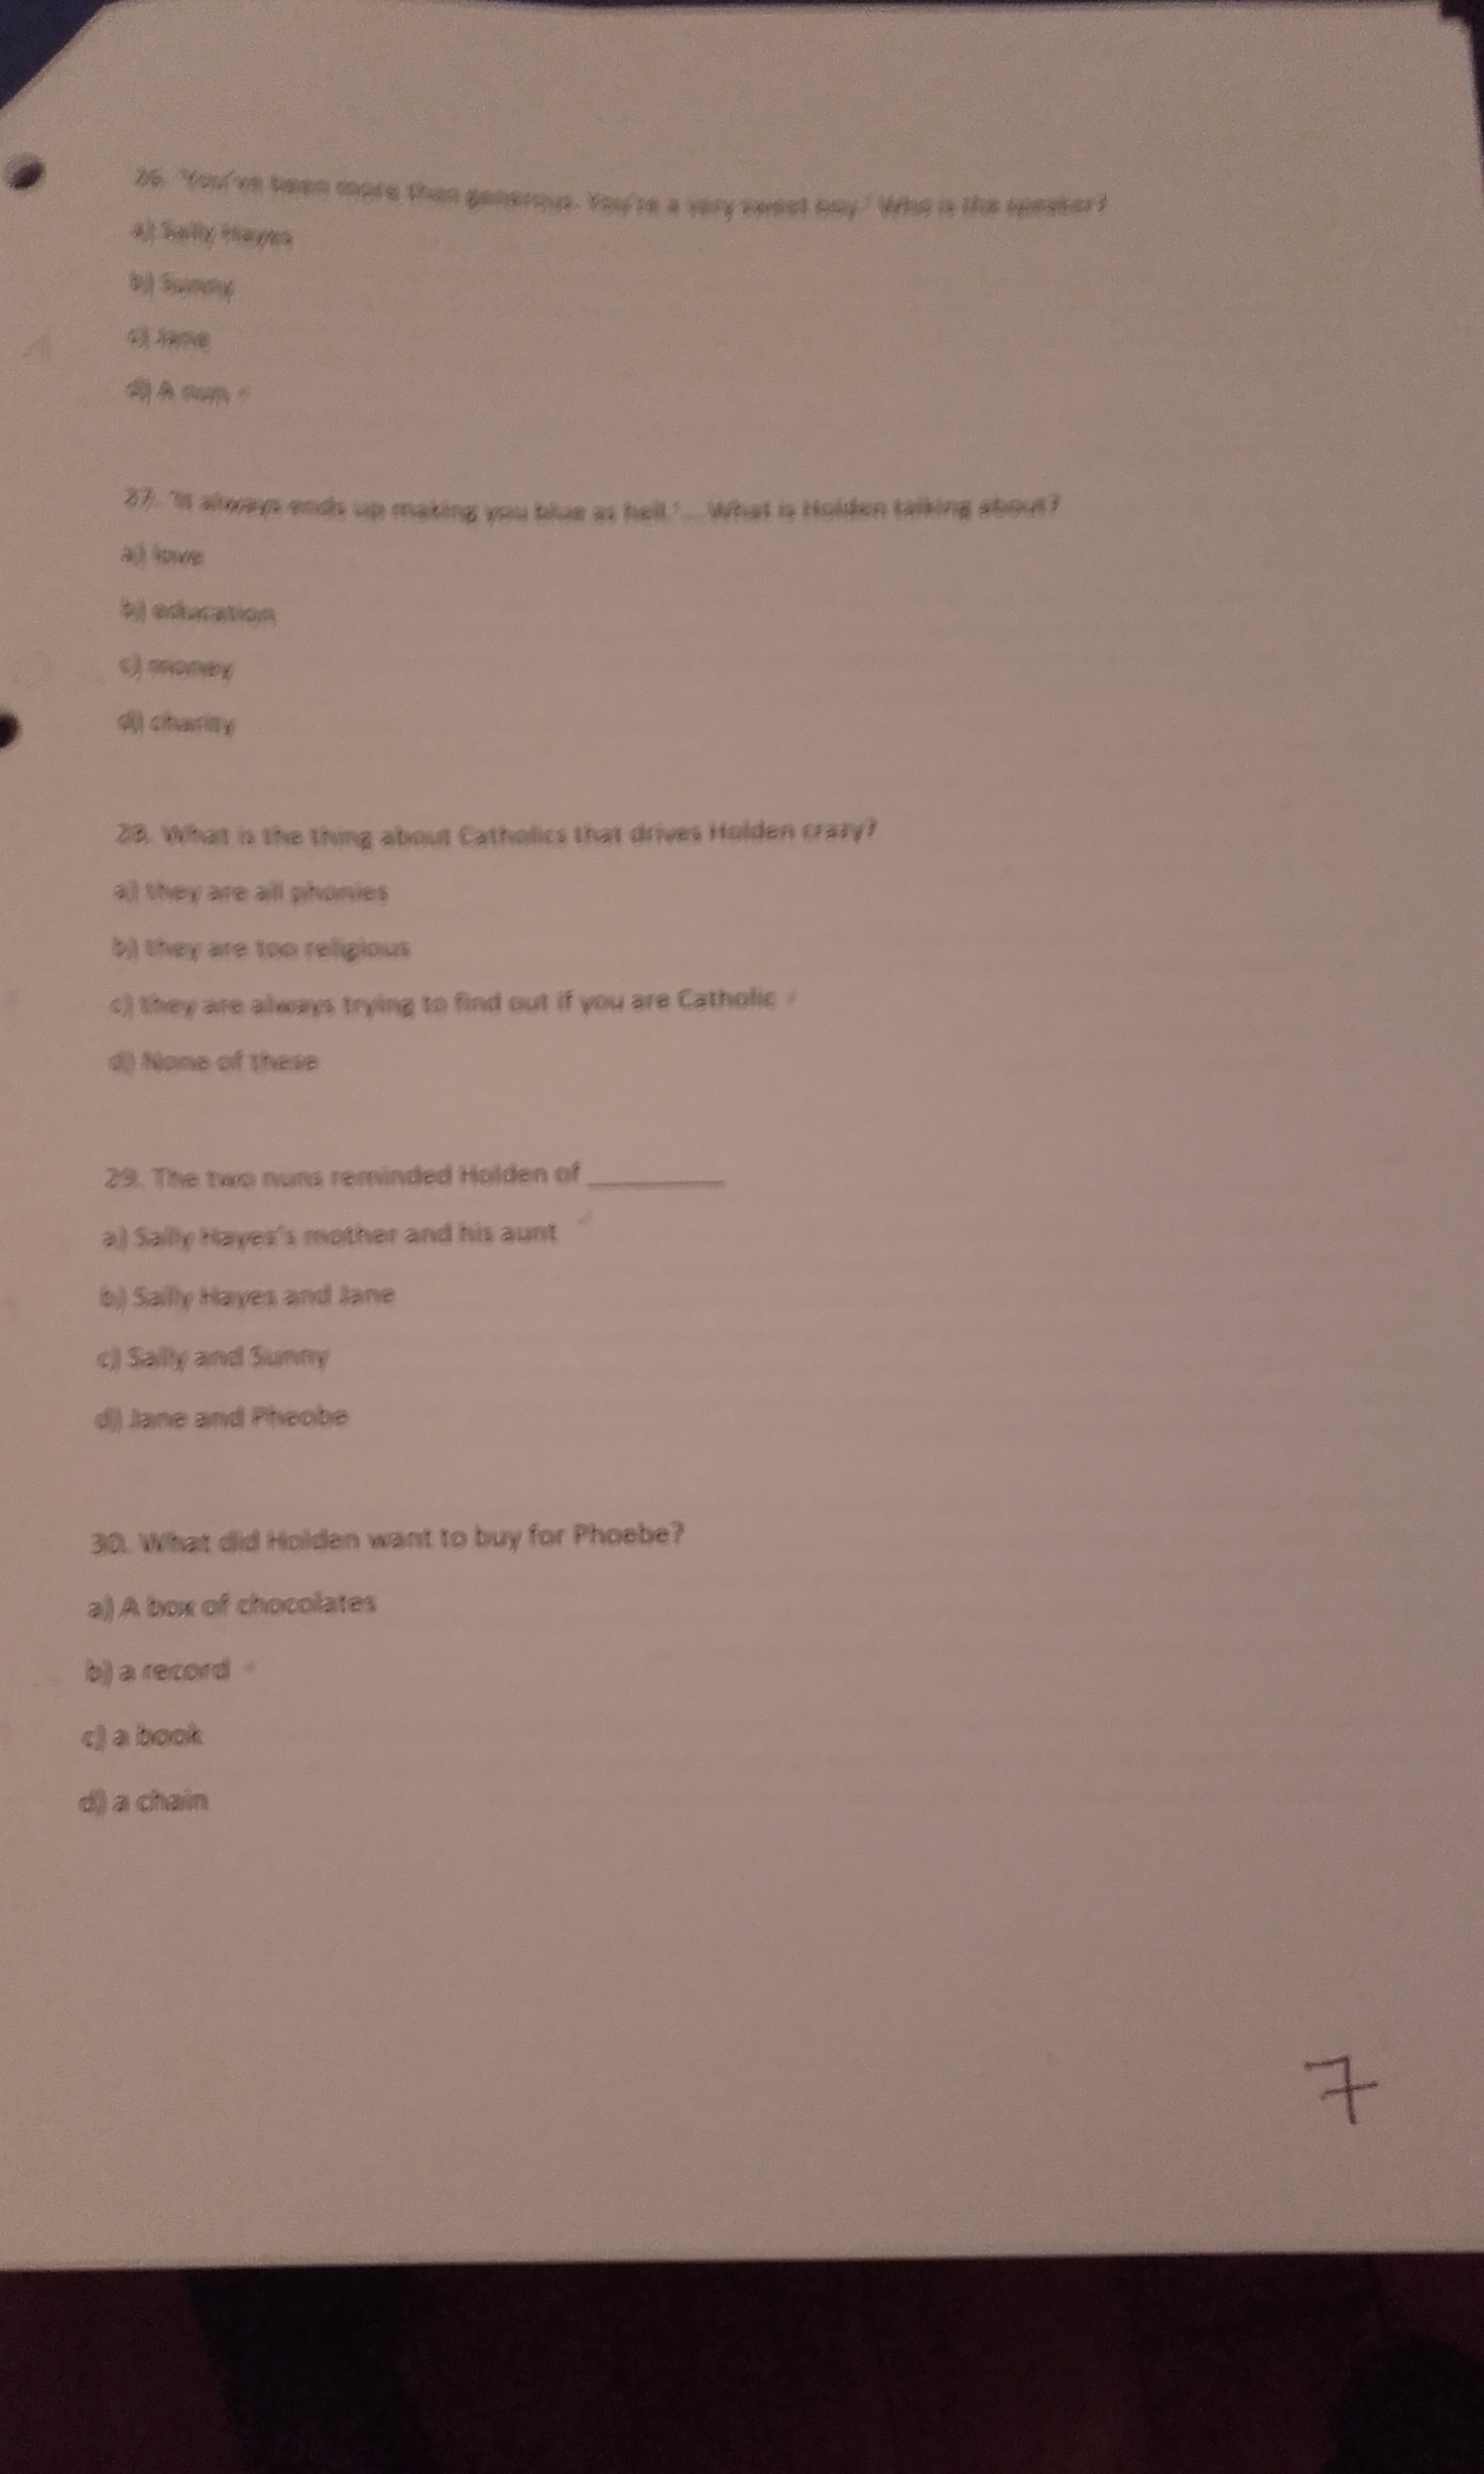 26. 'You've been more than generous. You're a very sweet boy.' Who is the speaker?
a) Sally Hayes
b) Sunny
c) Jane
d) A nun
27. 'It always ends up making you blue as hell.'... What is Holden talking about?
a) love
b) education
c) money
d) charity
28. What is the thing about Catholics that drives Holden crazy?
a) they are all phonies
b) they are too religious
c) they are always trying to find out if you are Catholic
d) None of these
29. The two nuns reminded Holden of __________
a) Sally Hayes's mother and his aunt
b) Sally Hayes and Jane
c) Sally and Sunny
d) Jane and Pheobe
30. What did Holden want to buy for Phoebe?
a) A box of chocolates
b) a record
c) a book
d) a chain
7